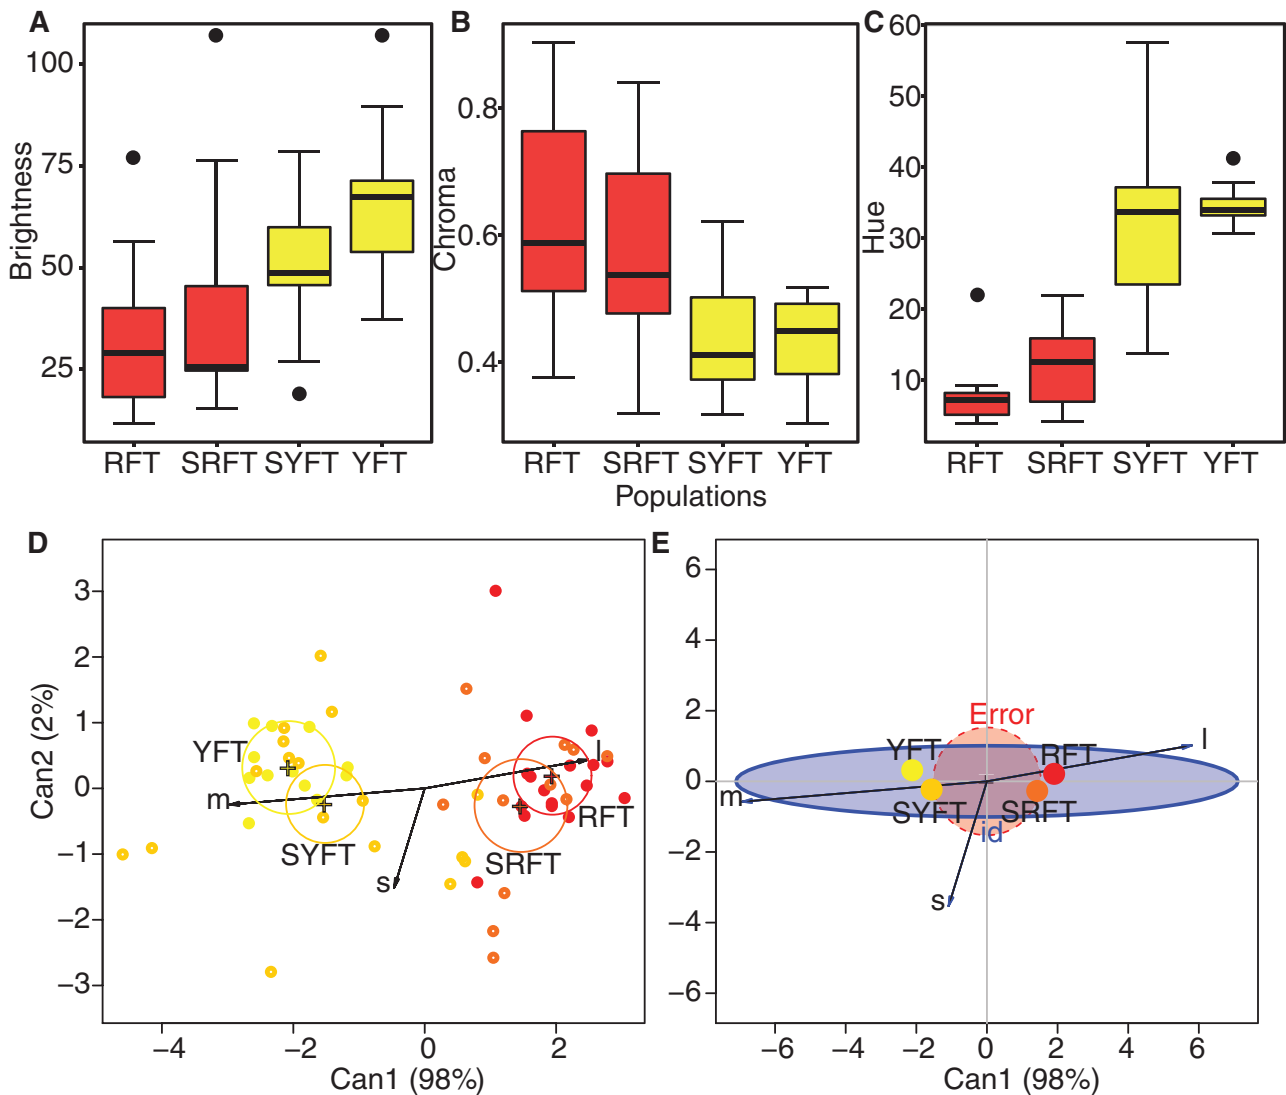 A
Brightness
100
75
50
25
RFT SRFT SYFT YFT
B
Chroma
0.8
0.6
0.4
RFT SRFT SYFT YFT
Populations
C
Hue
60
50
40
30
20
10
RFT SRFT SYFT YFT
D
Can2 (2%)
3
2
1
0
−1
−2
−3
YFT
m
SYFT
s
SRFT
RFT
l
−4 −2 0 2
Can1 (98%)
E
6
4
2
0
−2
−4
−6
Error
YFT
RFT
l
m
SYFT
SRFT
id
s
−6 −4 −2 0 2 4 6
Can1 (98%)